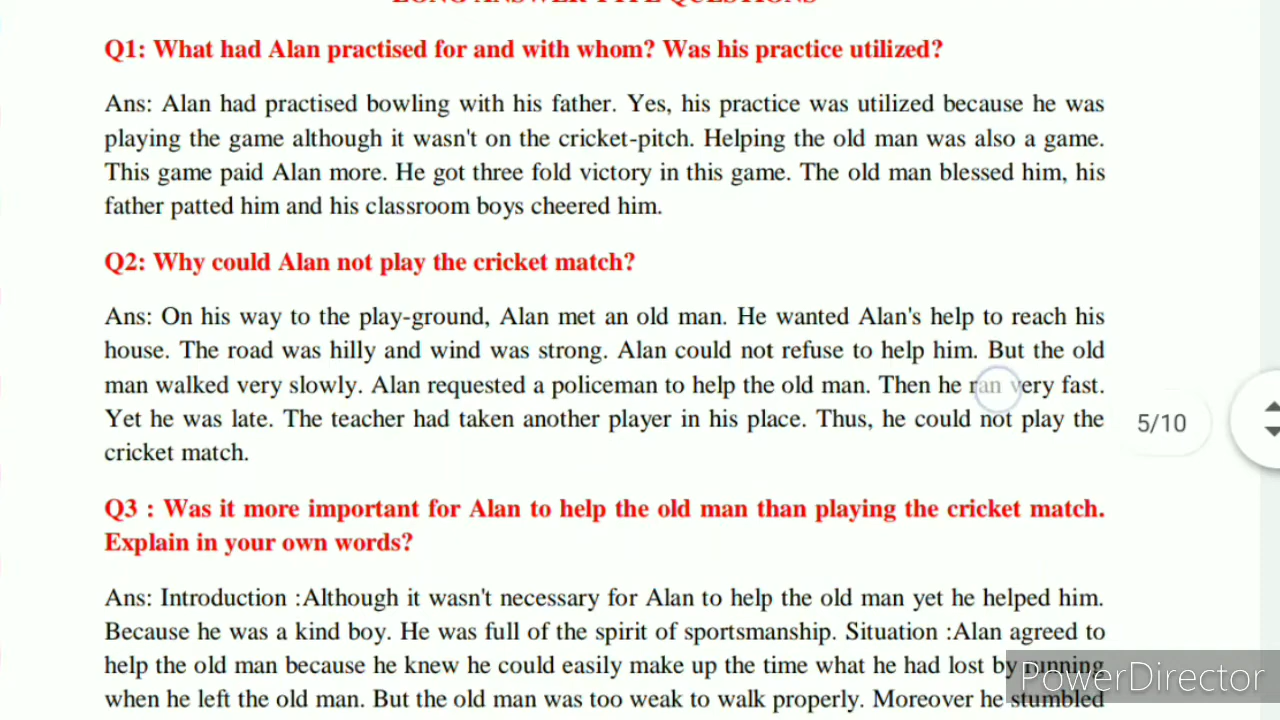 LONG ANSWER TYPE QUESTIONS
Q1: What had Alan practised for and with whom? Was his practice utilized?
Ans: Alan had practised bowling with his father. Yes, his practice was utilized because he was
playing the game although it wasn't on the cricket-pitch. Helping the old man was also a game.
This game paid Alan more. He got three fold victory in this game. The old man blessed him, his
father patted him and his classroom boys cheered him.
Q2: Why could Alan not play the cricket match?
Ans: On his way to the play-ground, Alan met an old man. He wanted Alan's help to reach his
house. The road was hilly and wind was strong. Alan could not refuse to help him. But the old
man walked very slowly. Alan requested a policeman to help the old man. Then he ran very fast.
Yet he was late. The teacher had taken another player in his place. Thus, he could not play the
cricket match.
5/10
Q3 : Was it more important for Alan to help the old man than playing the cricket match.
Explain in your own words?
Ans: Introduction :Although it wasn't necessary for Alan to help the old man yet he helped him.
Because he was a kind boy. He was full of the spirit of sportsmanship. Situation :Alan agreed to
help the old man because he knew he could easily make up the time what he had lost by running
when he left the old man. But the old man was too weak to walk properly. Moreover he stumbled
PowerDirector